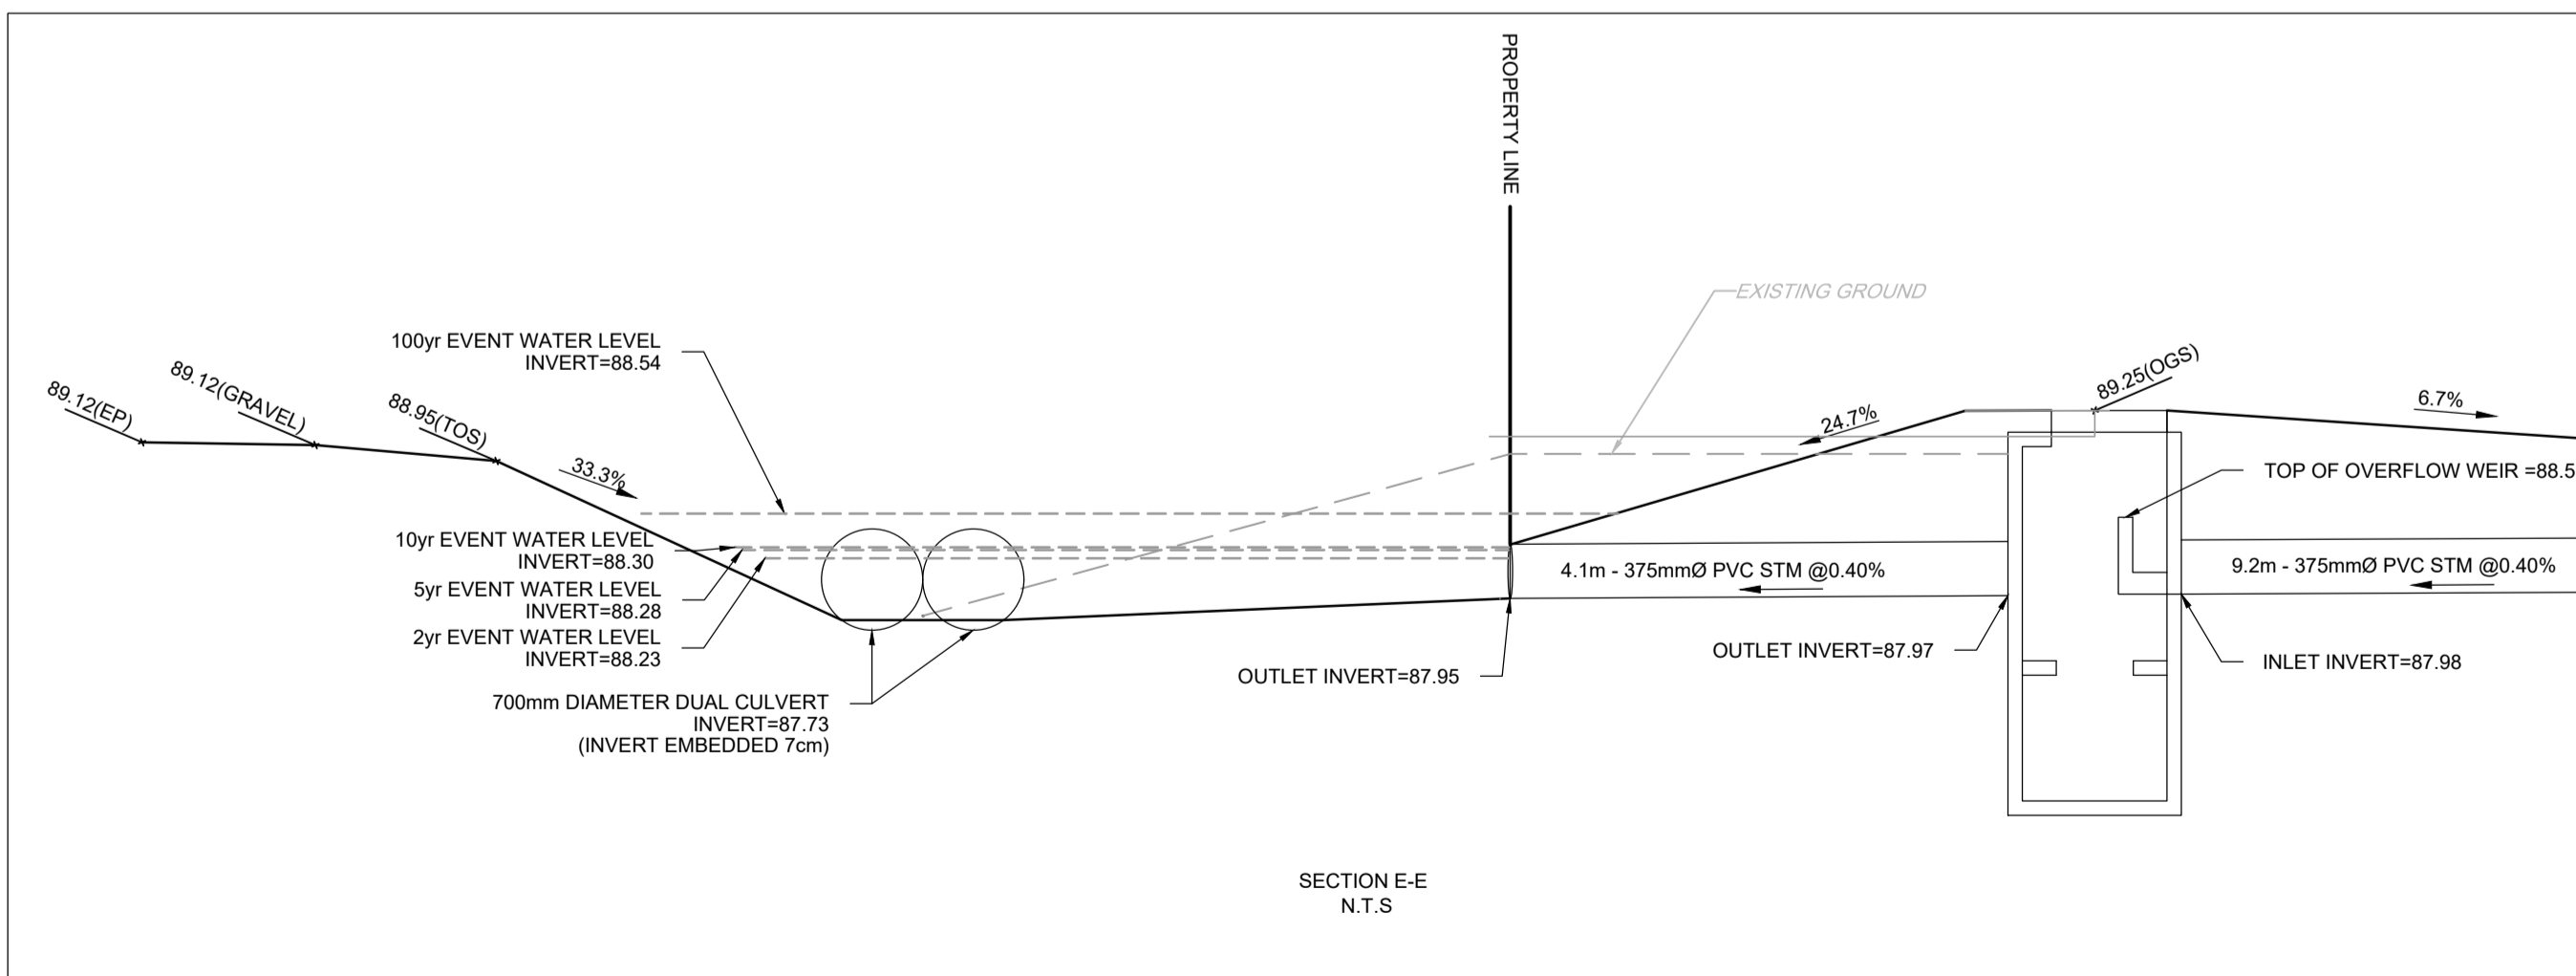 PROPERTY LINE
EXISTING GROUND
100yr EVENT WATER LEVEL
INVERT=88.54
89.12(EP)
89.12(GRAVEL)
88.95(TOS)
33.3%
24.7%
89.25(OGS)
6.7%
TOP OF OVERFLOW WEIR =88.5
10yr EVENT WATER LEVEL
INVERT=88.30
5yr EVENT WATER LEVEL
INVERT=88.28
2yr EVENT WATER LEVEL
INVERT=88.23
4.1m - 375mmØ PVC STM @0.40%
9.2m - 375mmØ PVC STM @0.40%
OUTLET INVERT=87.95
OUTLET INVERT=87.97
INLET INVERT=87.98
700mm DIAMETER DUAL CULVERT
INVERT=87.73
(INVERT EMBEDDED 7cm)
SECTION E-E
N.T.S